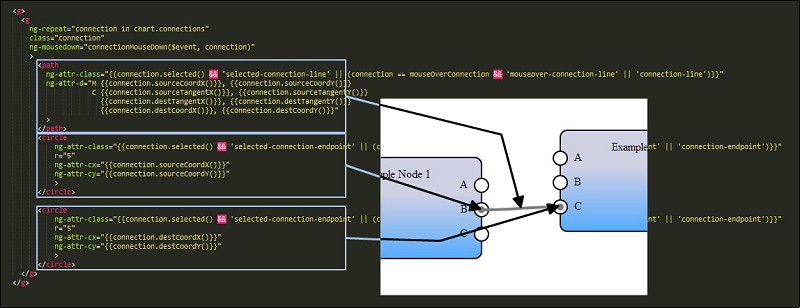 <g>
<g
ng-repeat="connection in chart.connections"
class="connection"
ng-mousedown="connectionMouseDown($event, connection)"
>
<path
ng-attr-class="{{connection.selected() && 'selected-connection-line' || (connection == mouseOverConnection && 'mouseover-connection-line' || 'connection-line')}}"
ng-attr-d="M {{connection.sourceCoordX()}}, {{connection.sourceCoordY()}}
C {{connection.sourceTangentX()}}, {{connection.sourceTangentY()}}
{{connection.destTangentX()}}, {{connection.destTangentY()}}
{{connection.destCoordX()}}, {{connection.destCoordY()}}"
>
</path>
<circle
ng-attr-class="{{connection.selected() && 'selected-connection-endpoint' || (c
nt' || 'connection-endpoint')}}"
r="5"
ng-attr-cx="{{connection.sourceCoordX()}}"
ng-attr-cy="{{connection.sourceCoordY()}}"
>
</circle>
<circle
ng-attr-class="{{connection.selected() && 'selected-connection-endpoint' || (c
nt' || 'connection-endpoint')}}"
r="5"
ng-attr-cx="{{connection.destCoordX()}}"
ng-attr-cy="{{connection.destCoordY()}}"
>
</circle>
</g>
</g>
ple Node 1
A
B
C
Example
A
B
C